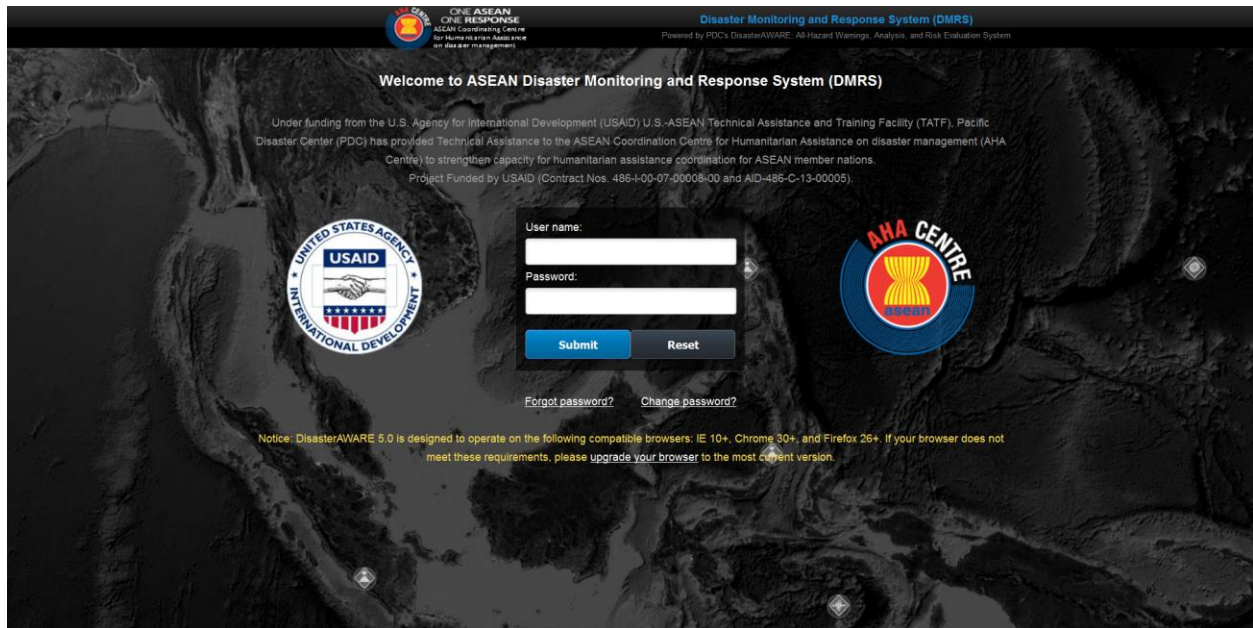 AHA CENTRE
ONE ASEAN
ONE RESPONSE
ASEAN Coordinating Centre
for Humanitarian Assistance
on disaster management
Disaster Monitoring and Response System (DMRS)
Powered by PDC's DisasterAWARE: All-Hazard Warnings, Analysis, and Risk Evaluation System
Welcome to ASEAN Disaster Monitoring and Response System (DMRS)
Under funding from the U.S. Agency for International Development (USAID) U.S.-ASEAN Technical Assistance and Training Facility (TATF), Pacific
Disaster Center (PDC) has provided Technical Assistance to the ASEAN Coordination Centre for Humanitarian Assistance on disaster management (AHA
Centre) to strengthen capacity for humanitarian assistance coordination for ASEAN member nations.
Project Funded by USAID (Contract Nos. 486-I-00-07-00006-00 and AID-486-C-13-00005).
UNITED STATES AGENCY
USAID
INTERNATIONAL DEVELOPMENT
User name:
Password:
Submit Reset
AHA CENTRE
asean
Forgot password? Change password?
Notice: DisasterAWARE 5.0 is designed to operate on the following compatible browsers: IE 10+, Chrome 30+, and Firefox 26+. If your browser does not
meet these requirements, please upgrade your browser to the most current version.